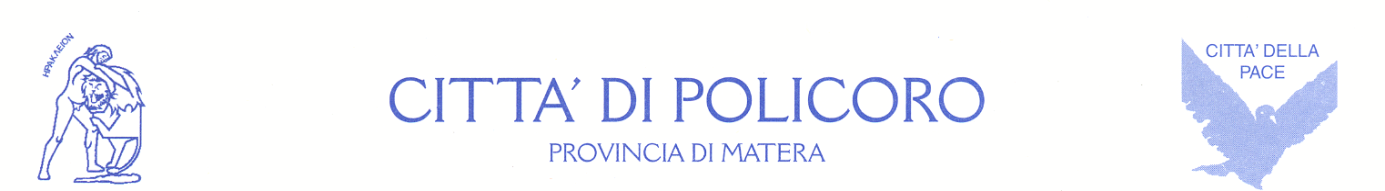 ΗΡΑΚΛΕΙΟΝ
CITTA' DI POLICORO
PROVINCIA DI MATERA
CITTA' DELLA
PACE